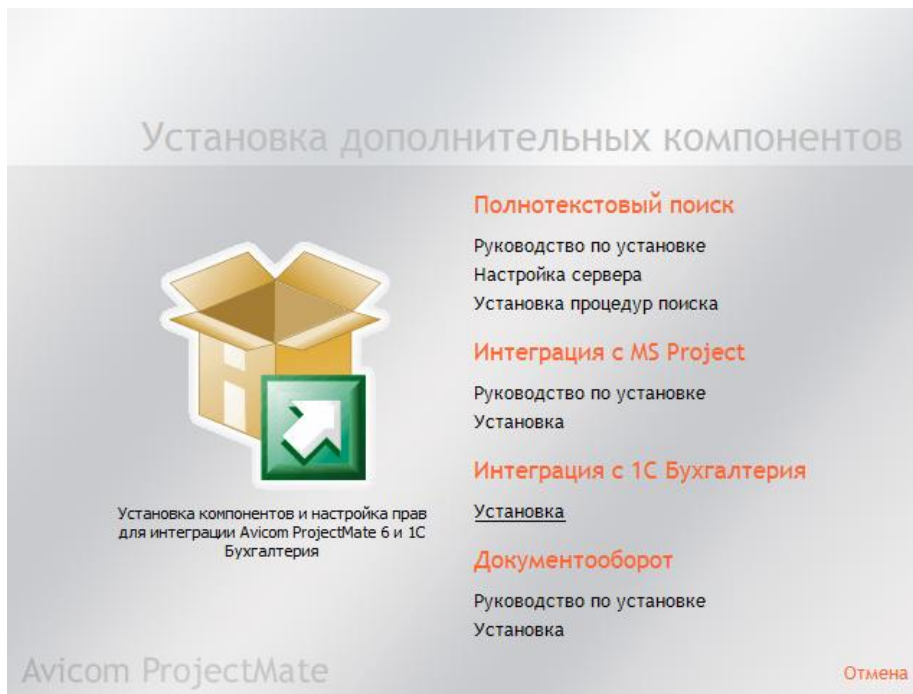 Установка дополнительных компонентов
Полнотекстовый поиск
Руководство по установке
Настройка сервера
Установка процедур поиска
Интеграция с MS Project
Руководство по установке
Установка
Интеграция с 1С Бухгалтерия
Установка
Документооборот
Руководство по установке
Установка
Установка компонентов и настройка прав
для интеграции Avicom ProjectMate 6 и 1С
Бухгалтерия
Avicom ProjectMate
Отмена